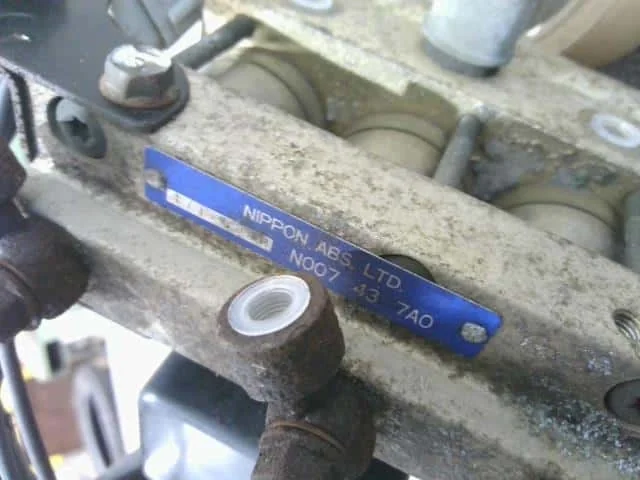 NIPPON ABS, LTD.
N007 43 7A0